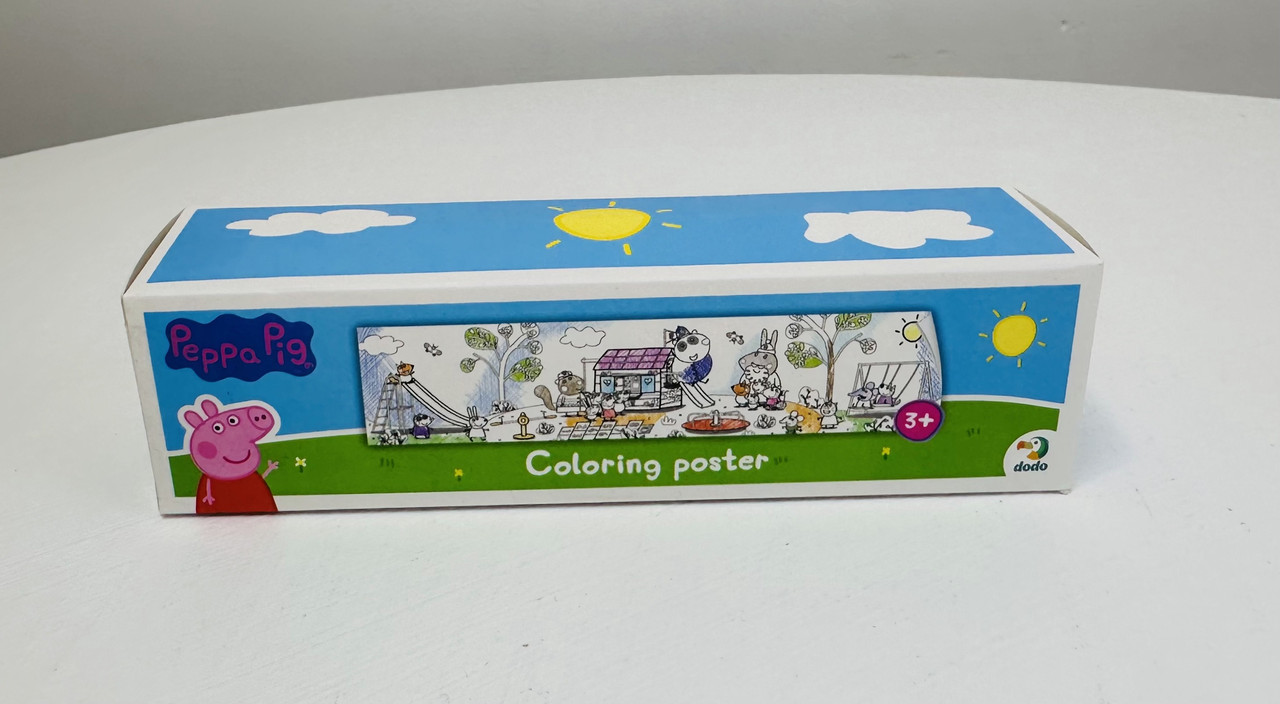 Peppa Pig
3+
Coloring poster
dodo